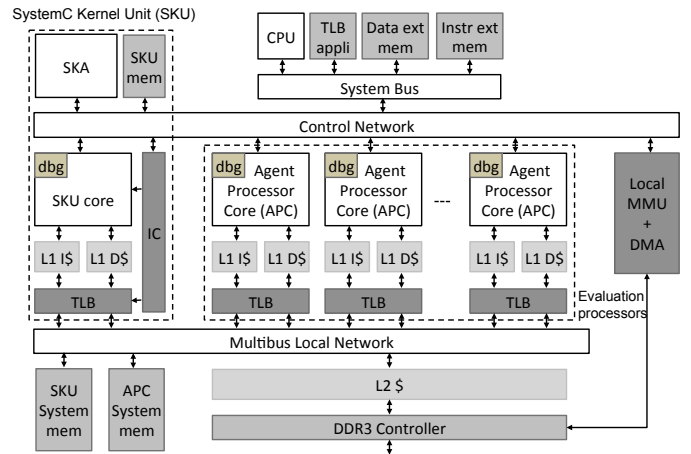 SystemC Kernel Unit (SKU)
SKA
SKU
mem
CPU
TLB
appli
Data ext
mem
Instr ext
mem
System Bus
Control Network
dbg
SKU core
IC
dbg
Agent
Processor
Core (APC)
dbg
Agent
Processor
Core (APC)
---
dbg
Agent
Processor
Core (APC)
Local
MMU
+
DMA
L1 I$
L1 D$
L1 I$
L1 D$
L1 I$
L1 D$
L1 I$
L1 D$
TLB
TLB
TLB
TLB
Evaluation
processors
Multibus Local Network
SKU
System
mem
APC
System
mem
L2 $
DDR3 Controller